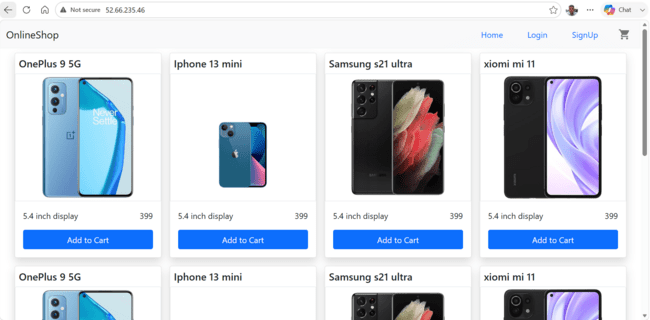 Not secure 52.66.235.46
Chat
OnlineShop Home Login SignUp
OnePlus 9 5G Iphone 13 mini Samsung s21 ultra xiomi mi 11
Never
Settle
5.4 inch display 399 5.4 inch display 399 5.4 inch display 399 5.4 inch display 399
Add to Cart Add to Cart Add to Cart Add to Cart
OnePlus 9 5G Iphone 13 mini Samsung s21 ultra xiomi mi 11